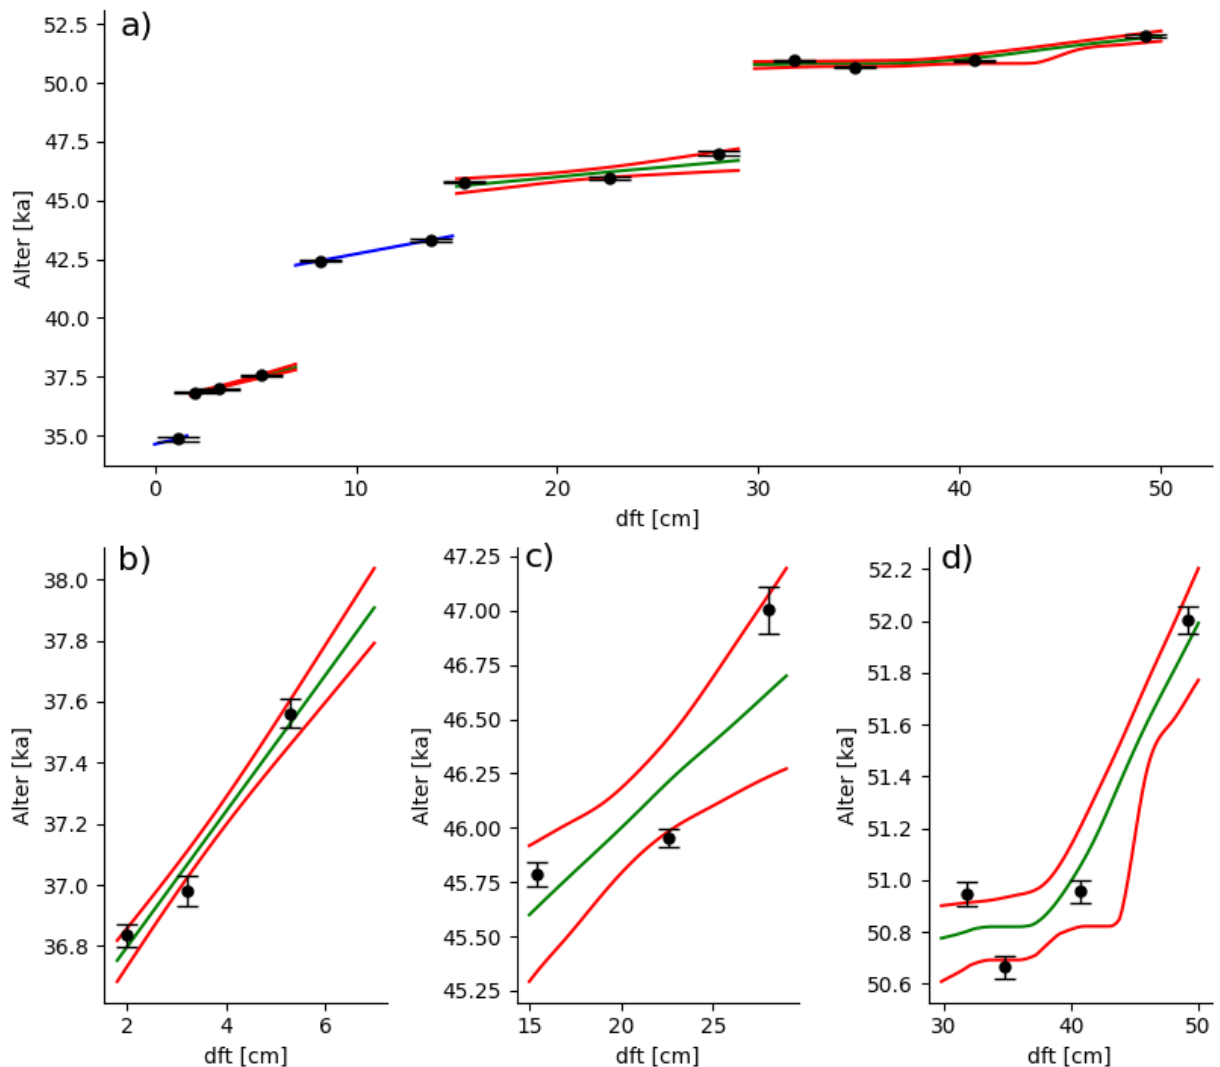 a)
52.5
50.0
47.5
45.0
42.5
40.0
37.5
35.0
Alter [ka]
0 10 20 30 40 50
dft [cm]
b)
38.0
37.8
37.6
37.4
37.2
37.0
36.8
Alter [ka]
2 4 6
dft [cm]
c)
47.25
47.00
46.75
46.50
46.25
46.00
45.75
45.50
45.25
Alter [ka]
15 20 25
dft [cm]
d)
52.2
52.0
51.8
51.6
51.4
51.2
51.0
50.8
50.6
Alter [ka]
30 40 50
dft [cm]